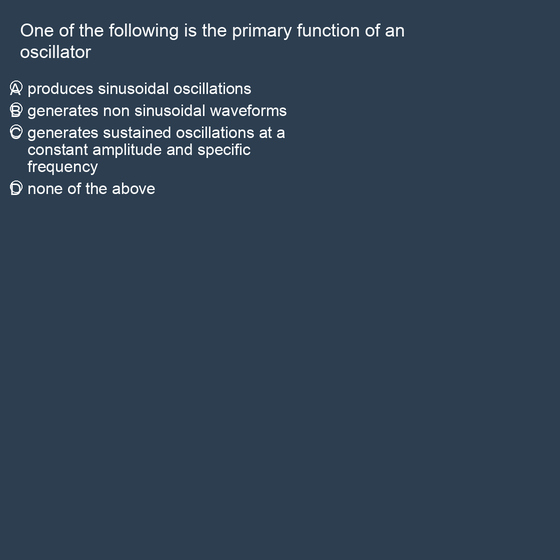 One of the following is the primary function of an
oscillator
A produces sinusoidal oscillations
B generates non sinusoidal waveforms
C generates sustained oscillations at a
constant amplitude and specific
frequency
D none of the above